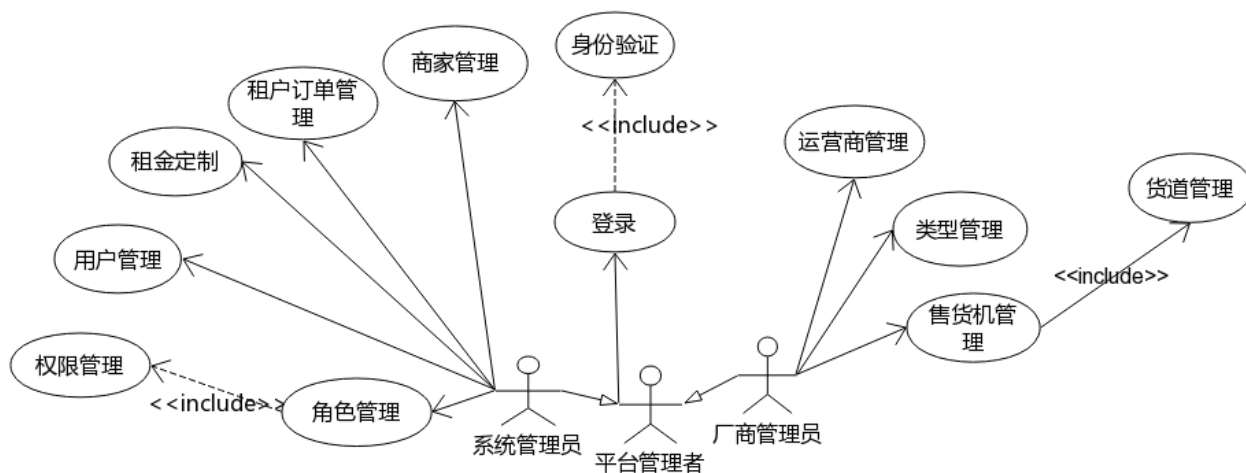 身份验证
商家管理
租户订单管
理
<<include>>
运营商管理
租金定制
货道管理
登录
类型管理
用户管理
<<include>>
售货机管
理
权限管理
<<include>>
角色管理
系统管理员
平台管理者
厂商管理员